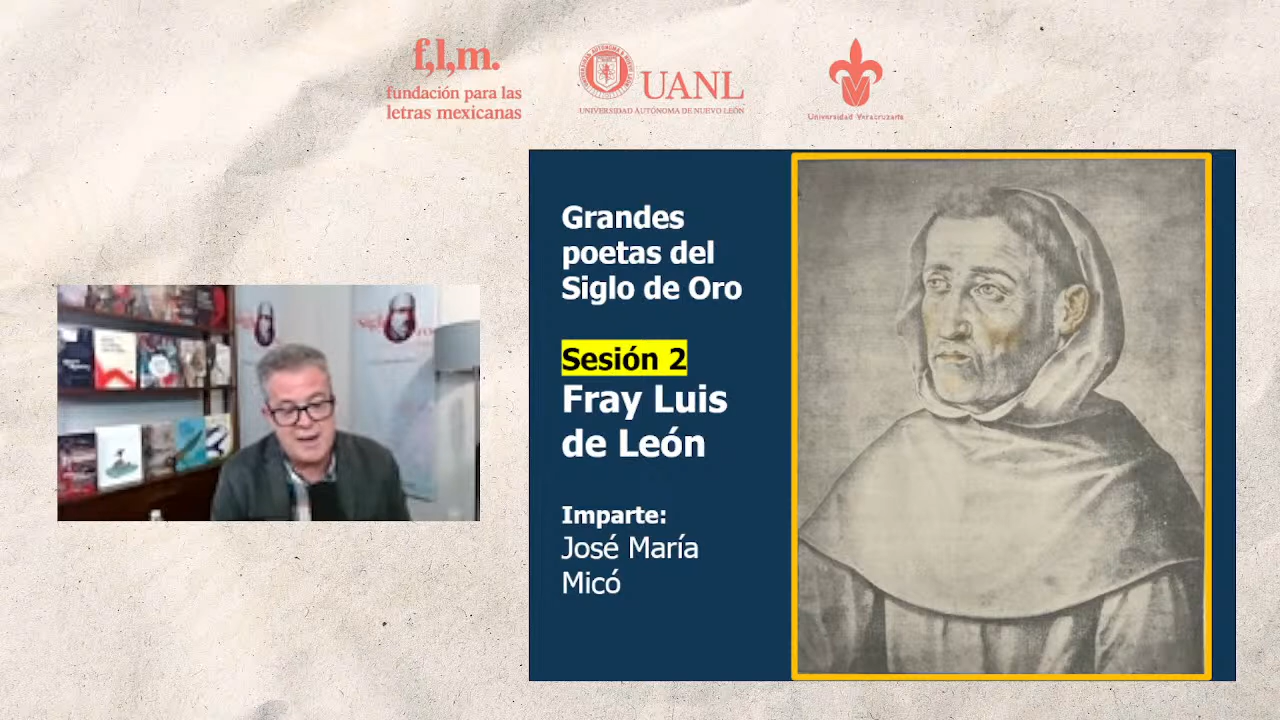 f,l,m.
fundación para las
letras mexicanas
UANL
UNIVERSIDAD AUTÓNOMA DE NUEVO LEÓN
Universidad Veracruzana
Grandes
poetas del
Siglo de Oro
Sesión 2
Fray Luis
de León
Imparte:
José María
Micó